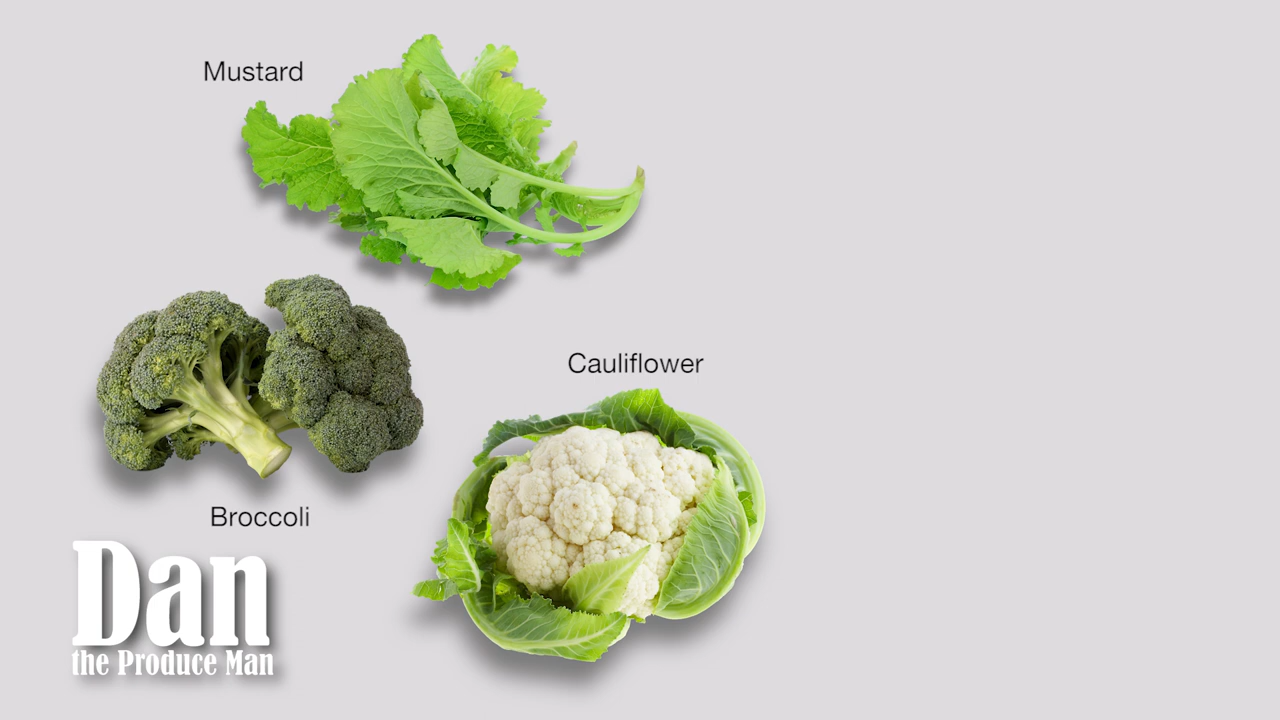 Mustard
Cauliflower
Broccoli
Dan
the Produce Man